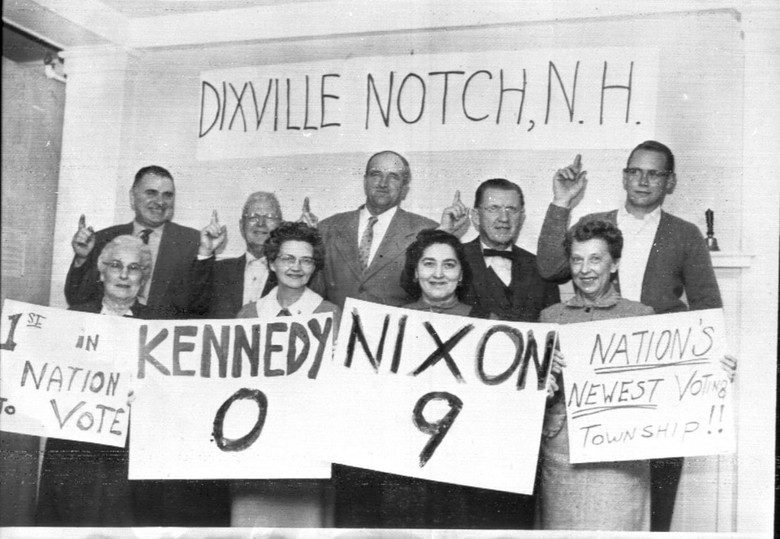 DIXVILLE NOTCH, N.H.
1ST IN
NATION
TO VOTE
KENNEDY
0
NIXON
9
NATION'S
NEWEST VOTING
TOWNSHIP!!